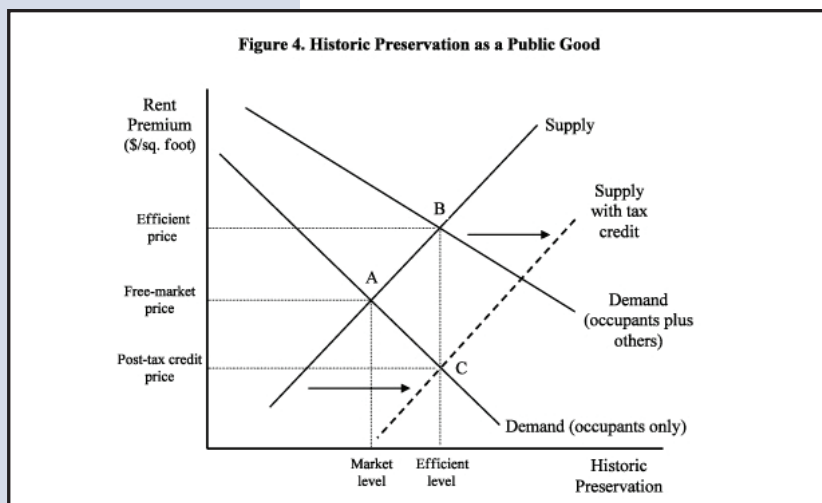 Figure 4. Historic Preservation as a Public Good
Rent
Premium
($/sq. foot)
Supply
Supply
with tax
credit
B
Efficient
price
A
Free-market
price
Demand
(occupants plus
others)
Post-tax credit
price
C
Demand (occupants only)
Market
level
Efficient
level
Historic
Preservation